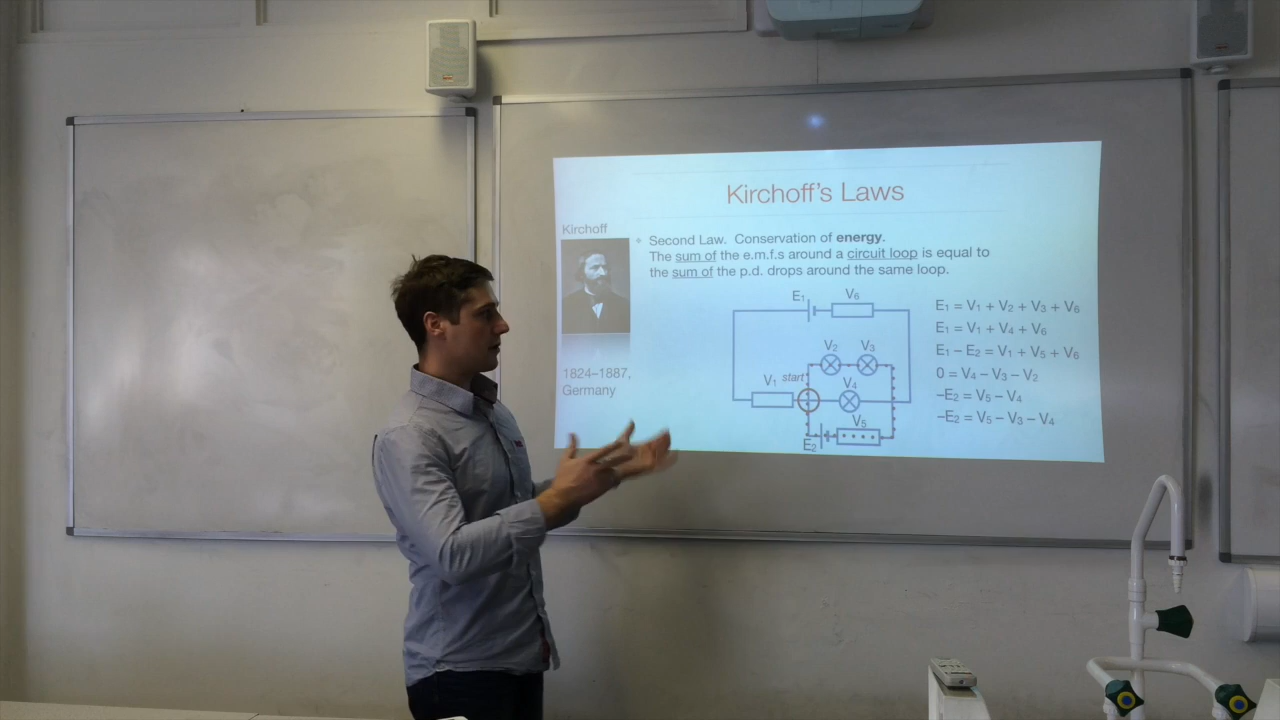 Kirchoff's Laws
Kirchoff
1824–1887,
Germany
Second Law. Conservation of energy.
The sum of the e.m.f.s around a circuit loop is equal to
the sum of the p.d. drops around the same loop.
E₁ V₆
V₂ V₃
V₁ start V₄
V₅
E₂
E₁ = V₁ + V₂ + V₃ + V₆
E₁ = V₁ + V₄ + V₆
E₁ – E₂ = V₁ + V₅ + V₆
0 = V₄ – V₃ – V₂
–E₂ = V₅ – V₄
–E₂ = V₅ – V₃ – V₄